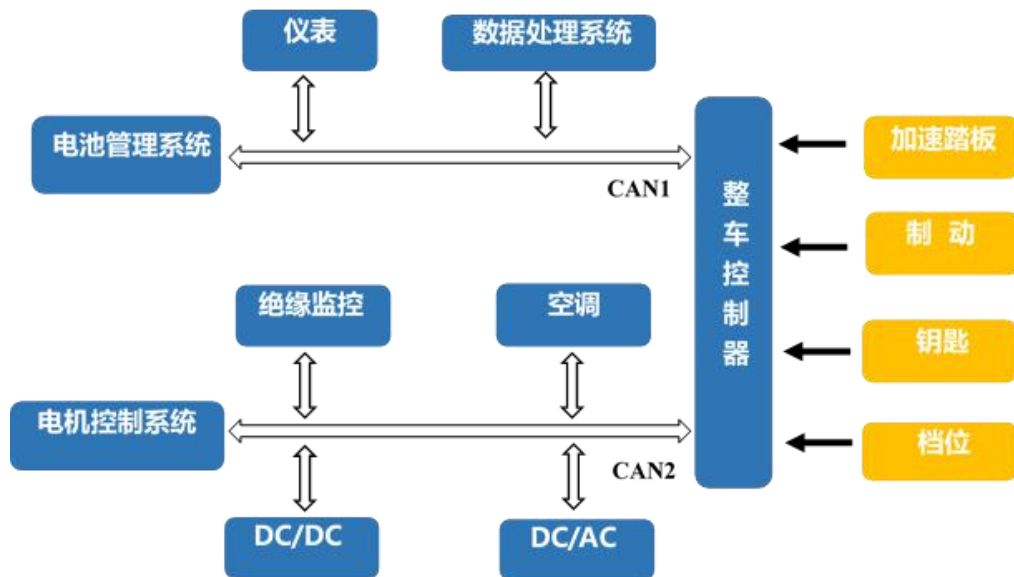 仪表
数据处理系统
电池管理系统
加速踏板
CAN1
整车控制器
制 动
绝缘监控
空调
钥匙
电机控制系统
档位
CAN2
DC/DC
DC/AC